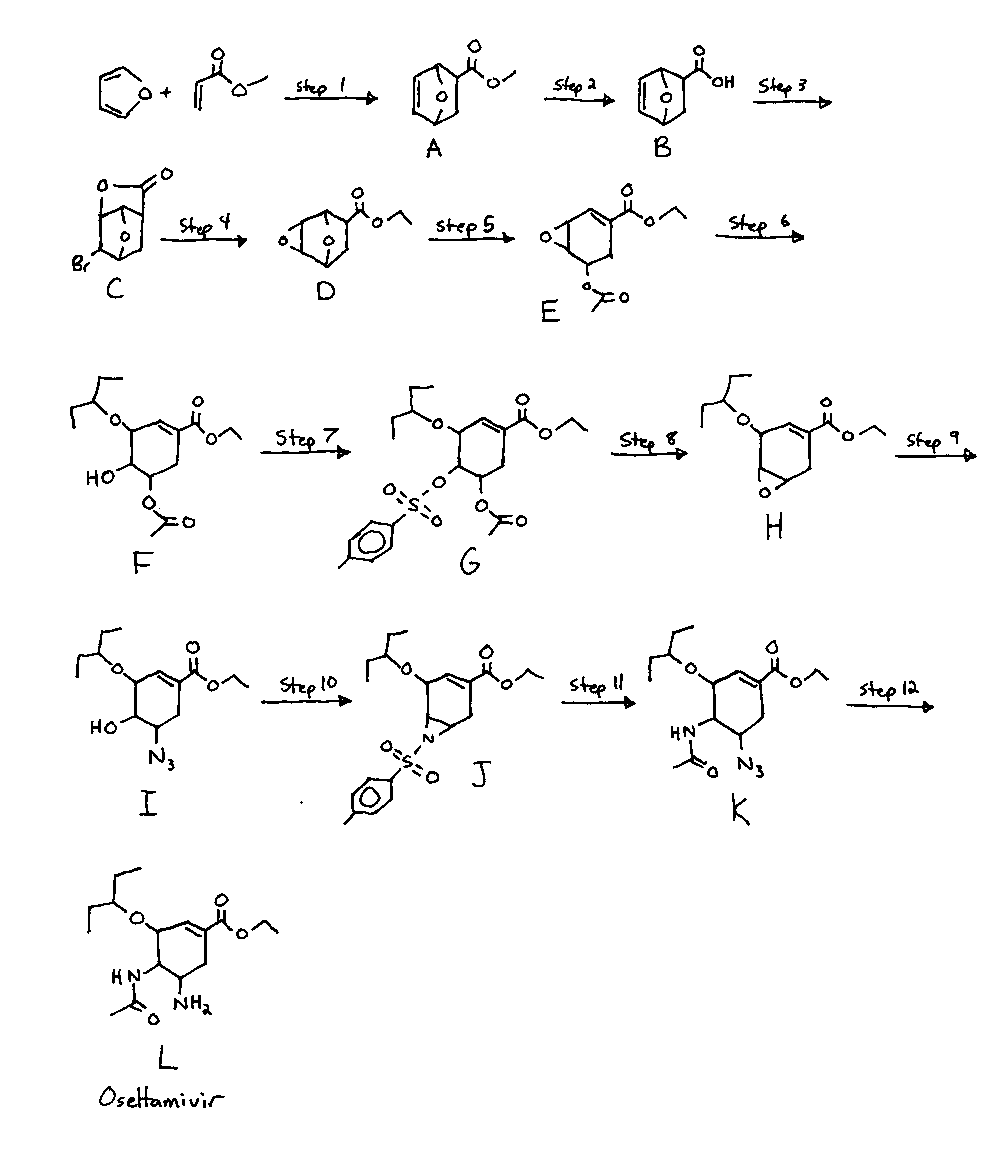 O + O O Step 1 O O O Step 2 O O OH Step 3
A B
O O O Br Step 4 O O O O Step 5 O O O O O Step 6
C D E
O O O HO O O Step 7 O O O O O S O O O Step 8 O O O O Step 9
F G H
O O O HO N3 Step 10 O O O N O S O Step 11 O O O HN O N3 Step 12
I J K
O O O HN O NH2
L
Oseltamivir